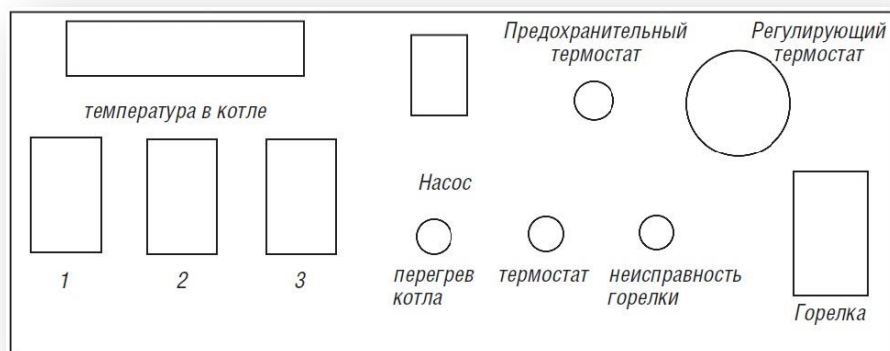 Предохранительный
термостат
Регулирующий
термостат
температура в котле
Насос
1
2
3
перегрев
котла
термостат
неисправность
горелки
Горелка